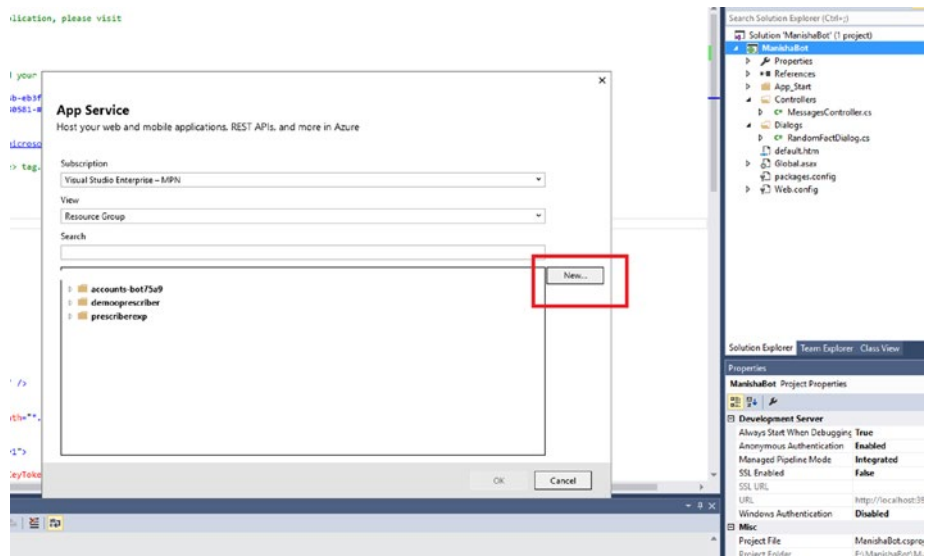 lication, please visit
your
b-eb3f
icroso
> tag.
/>
th="*.
1">
KeyToke
App Service
Host your web and mobile applications, REST APIs, and more in Azure
Subscription
Visual Studio Enterprise – MPN
View
Resource Group
Search
New...
accounts-bot75a9
demooprescriber
prescriberexp
OK
Cancel
Search Solution Explorer (Ctrl+;)
Solution 'ManishaBot' (1 project)
ManishaBot
Properties
References
App_Start
Controllers
MessagesController.cs
Dialogs
RandomFactDialog.cs
default.htm
Global.asax
packages.config
Web.config
Solution Explorer Team Explorer Class View
Properties
ManishaBot Project Properties
Development Server
Always Start When Debugging True
Anonymous Authentication Enabled
Managed Pipeline Mode Integrated
SSL Enabled False
SSL URL
URL http://localhost:39
Windows Authentication Disabled
Misc
Project File ManishaBot.csproj
Project Folder F:\ManishaBot\M